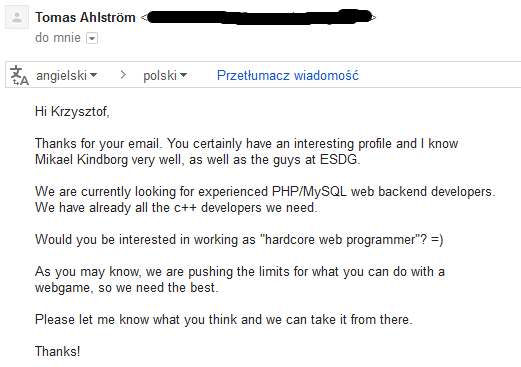 Tomas Ahlström <
do mnie
angielski > polski Przetłumacz wiadomość
Hi Krzysztof,
Thanks for your email. You certainly have an interesting profile and I know
Mikael Kindborg very well, as well as the guys at ESDG.
We are currently looking for experienced PHP/MySQL web backend developers.
We have already all the c++ developers we need.
Would you be interested in working as "hardcore web programmer"? =)
As you may know, we are pushing the limits for what you can do with a
webgame, so we need the best.
Please let me know what you think and we can take it from there.
Thanks!